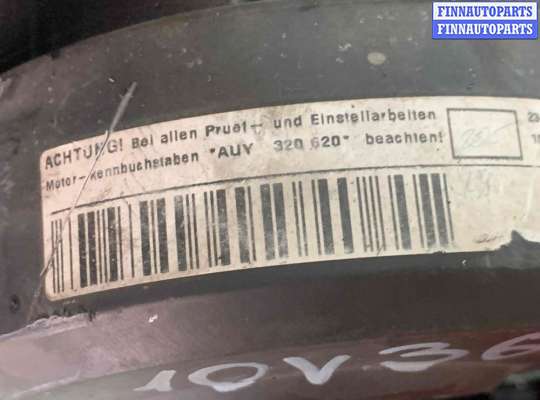 FINNAUTOPARTS
FINNAUTOPARTS
ACHTUNG! Bei allen Pruef- und Einstellarbeiten
Motor-Kennbuchstaben "AUY 320 620" beachten!
10V36